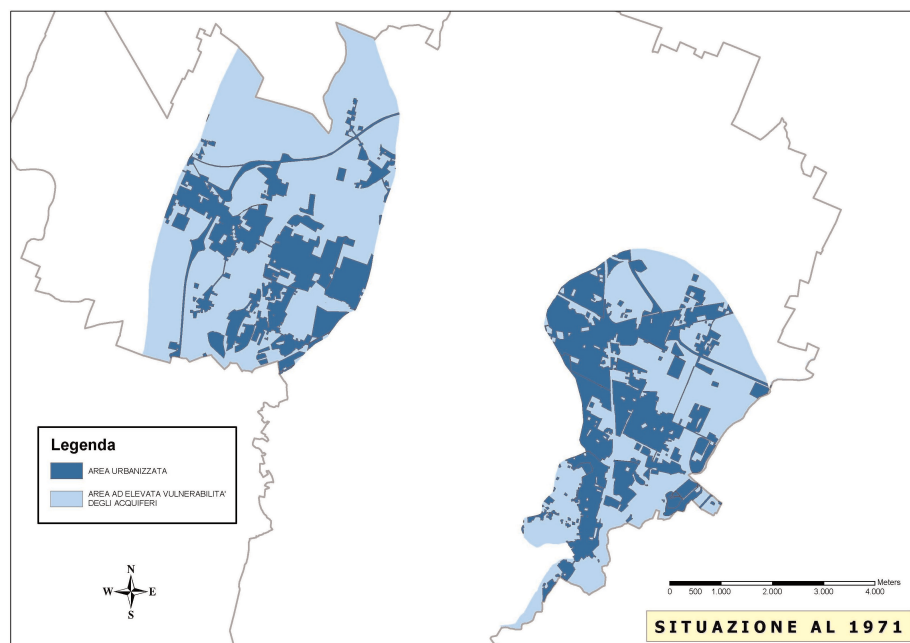 Legenda
AREA URBANIZZATA
AREA AD ELEVATA VULNERABILITA'
DEGLI ACQUIFERI
N
W E
S
Meters
0 500 1.000 2.000 3.000 4.000
SITUAZIONE AL 1971